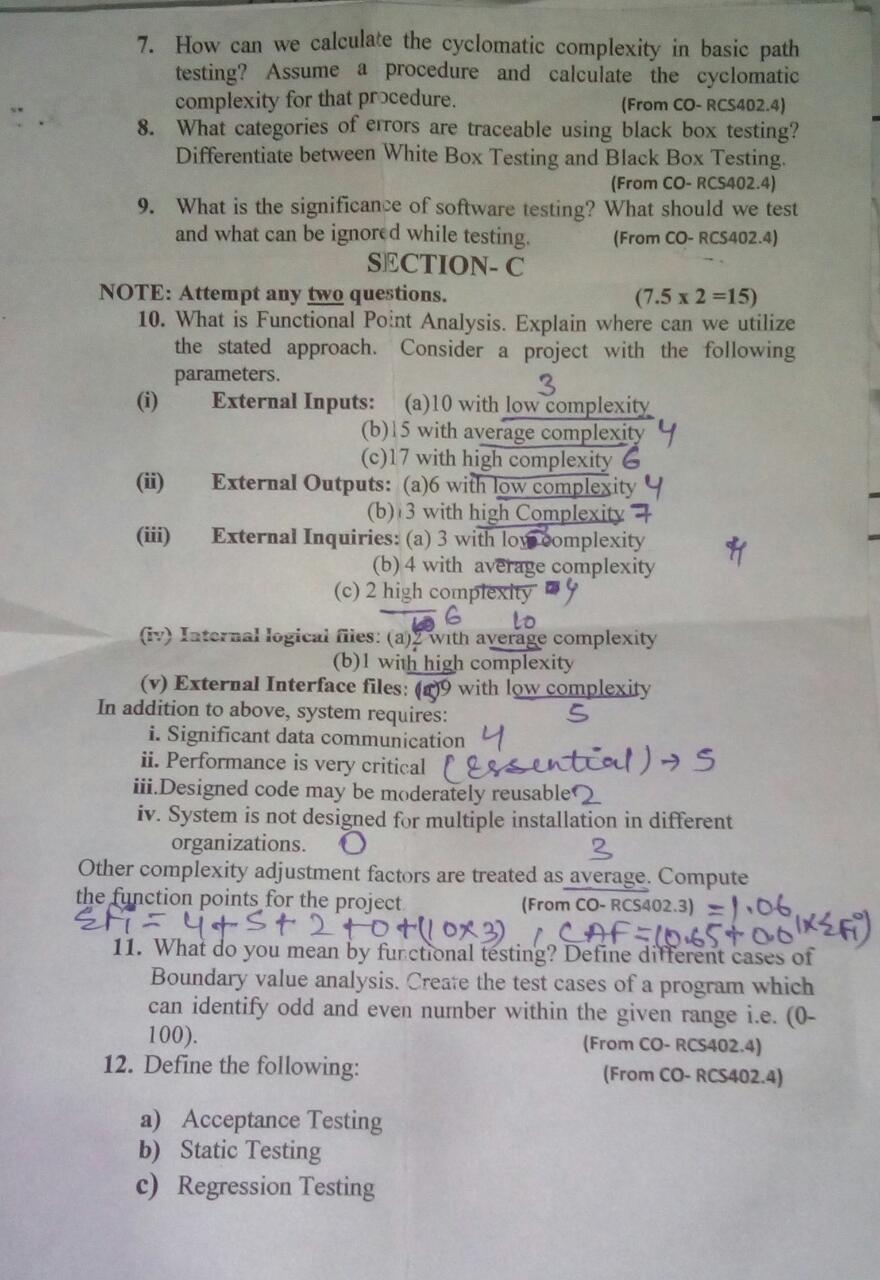 7. How can we calculate the cyclomatic complexity in basic path
testing? Assume a procedure and calculate the cyclomatic
complexity for that procedure. (From CO- RCS402.4)
8. What categories of errors are traceable using black box testing?
Differentiate between White Box Testing and Black Box Testing.
(From CO- RCS402.4)
9. What is the significance of software testing? What should we test
and what can be ignored while testing. (From CO- RCS402.4)
SECTION- C
NOTE: Attempt any two questions. (7.5 x 2 =15)
10. What is Functional Point Analysis. Explain where can we utilize
the stated approach. Consider a project with the following
parameters.
3
(i) External Inputs: (a)10 with low complexity
(b)15 with average complexity 4
(c)17 with high complexity 6
(ii) External Outputs: (a)6 with low complexity 4
(b)13 with high Complexity 7
(iii) External Inquiries: (a) 3 with low complexity
(b) 4 with average complexity 4
(c) 2 high complexity 4
6 10
(iv) Internal logical files: (a)2 with average complexity
(b)1 with high complexity
(v) External Interface files: (a)9 with low complexity
In addition to above, system requires: 5
i. Significant data communication 4
ii. Performance is very critical (essential) → 5
iii.Designed code may be moderately reusable 2
iv. System is not designed for multiple installation in different
organizations. 0 3
Other complexity adjustment factors are treated as average. Compute
the function points for the project (From CO- RCS402.3) = 1.06
ΣFi = 4+5+2+0+(10×3), CAF = (0.65+0.01×ΣFi)
11. What do you mean by functional testing? Define different cases of
Boundary value analysis. Create the test cases of a program which
can identify odd and even number within the given range i.e. (0-
100). (From CO- RCS402.4)
12. Define the following: (From CO- RCS402.4)
a) Acceptance Testing
b) Static Testing
c) Regression Testing